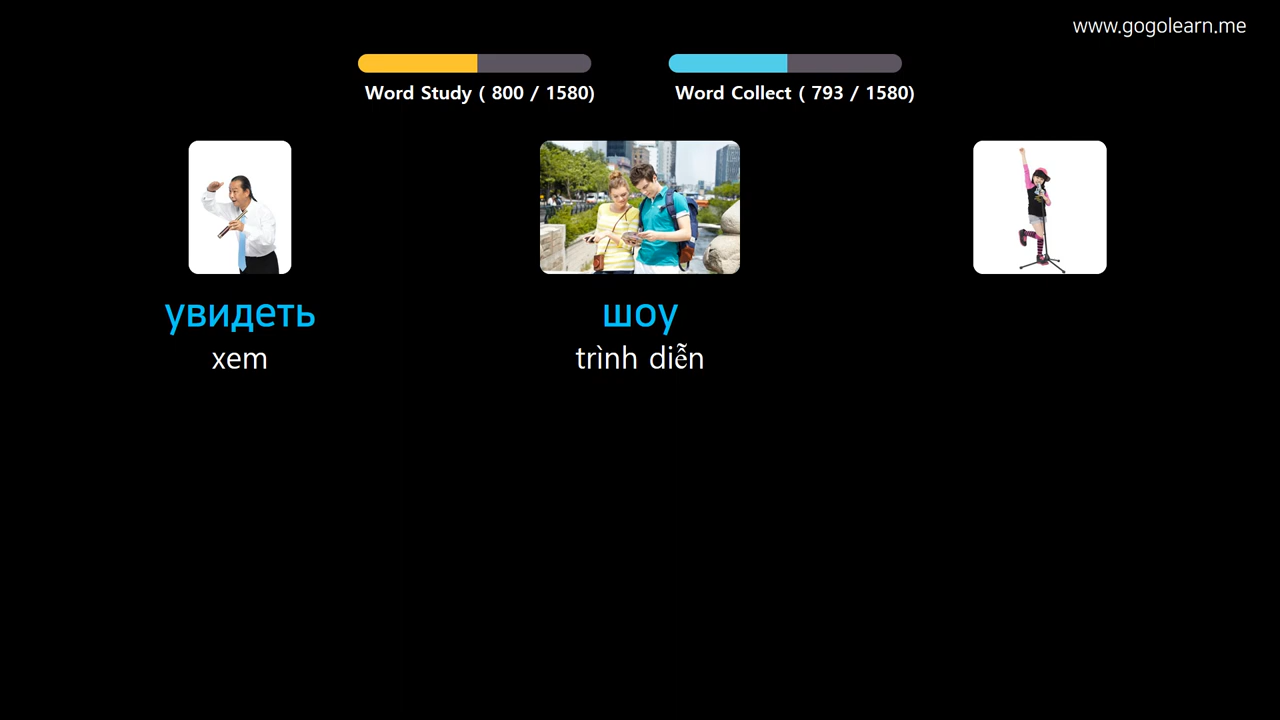 www.gogolearn.me
Word Study ( 800 / 1580)
Word Collect ( 793 / 1580)
увидеть
xem
шоу
trình diễn